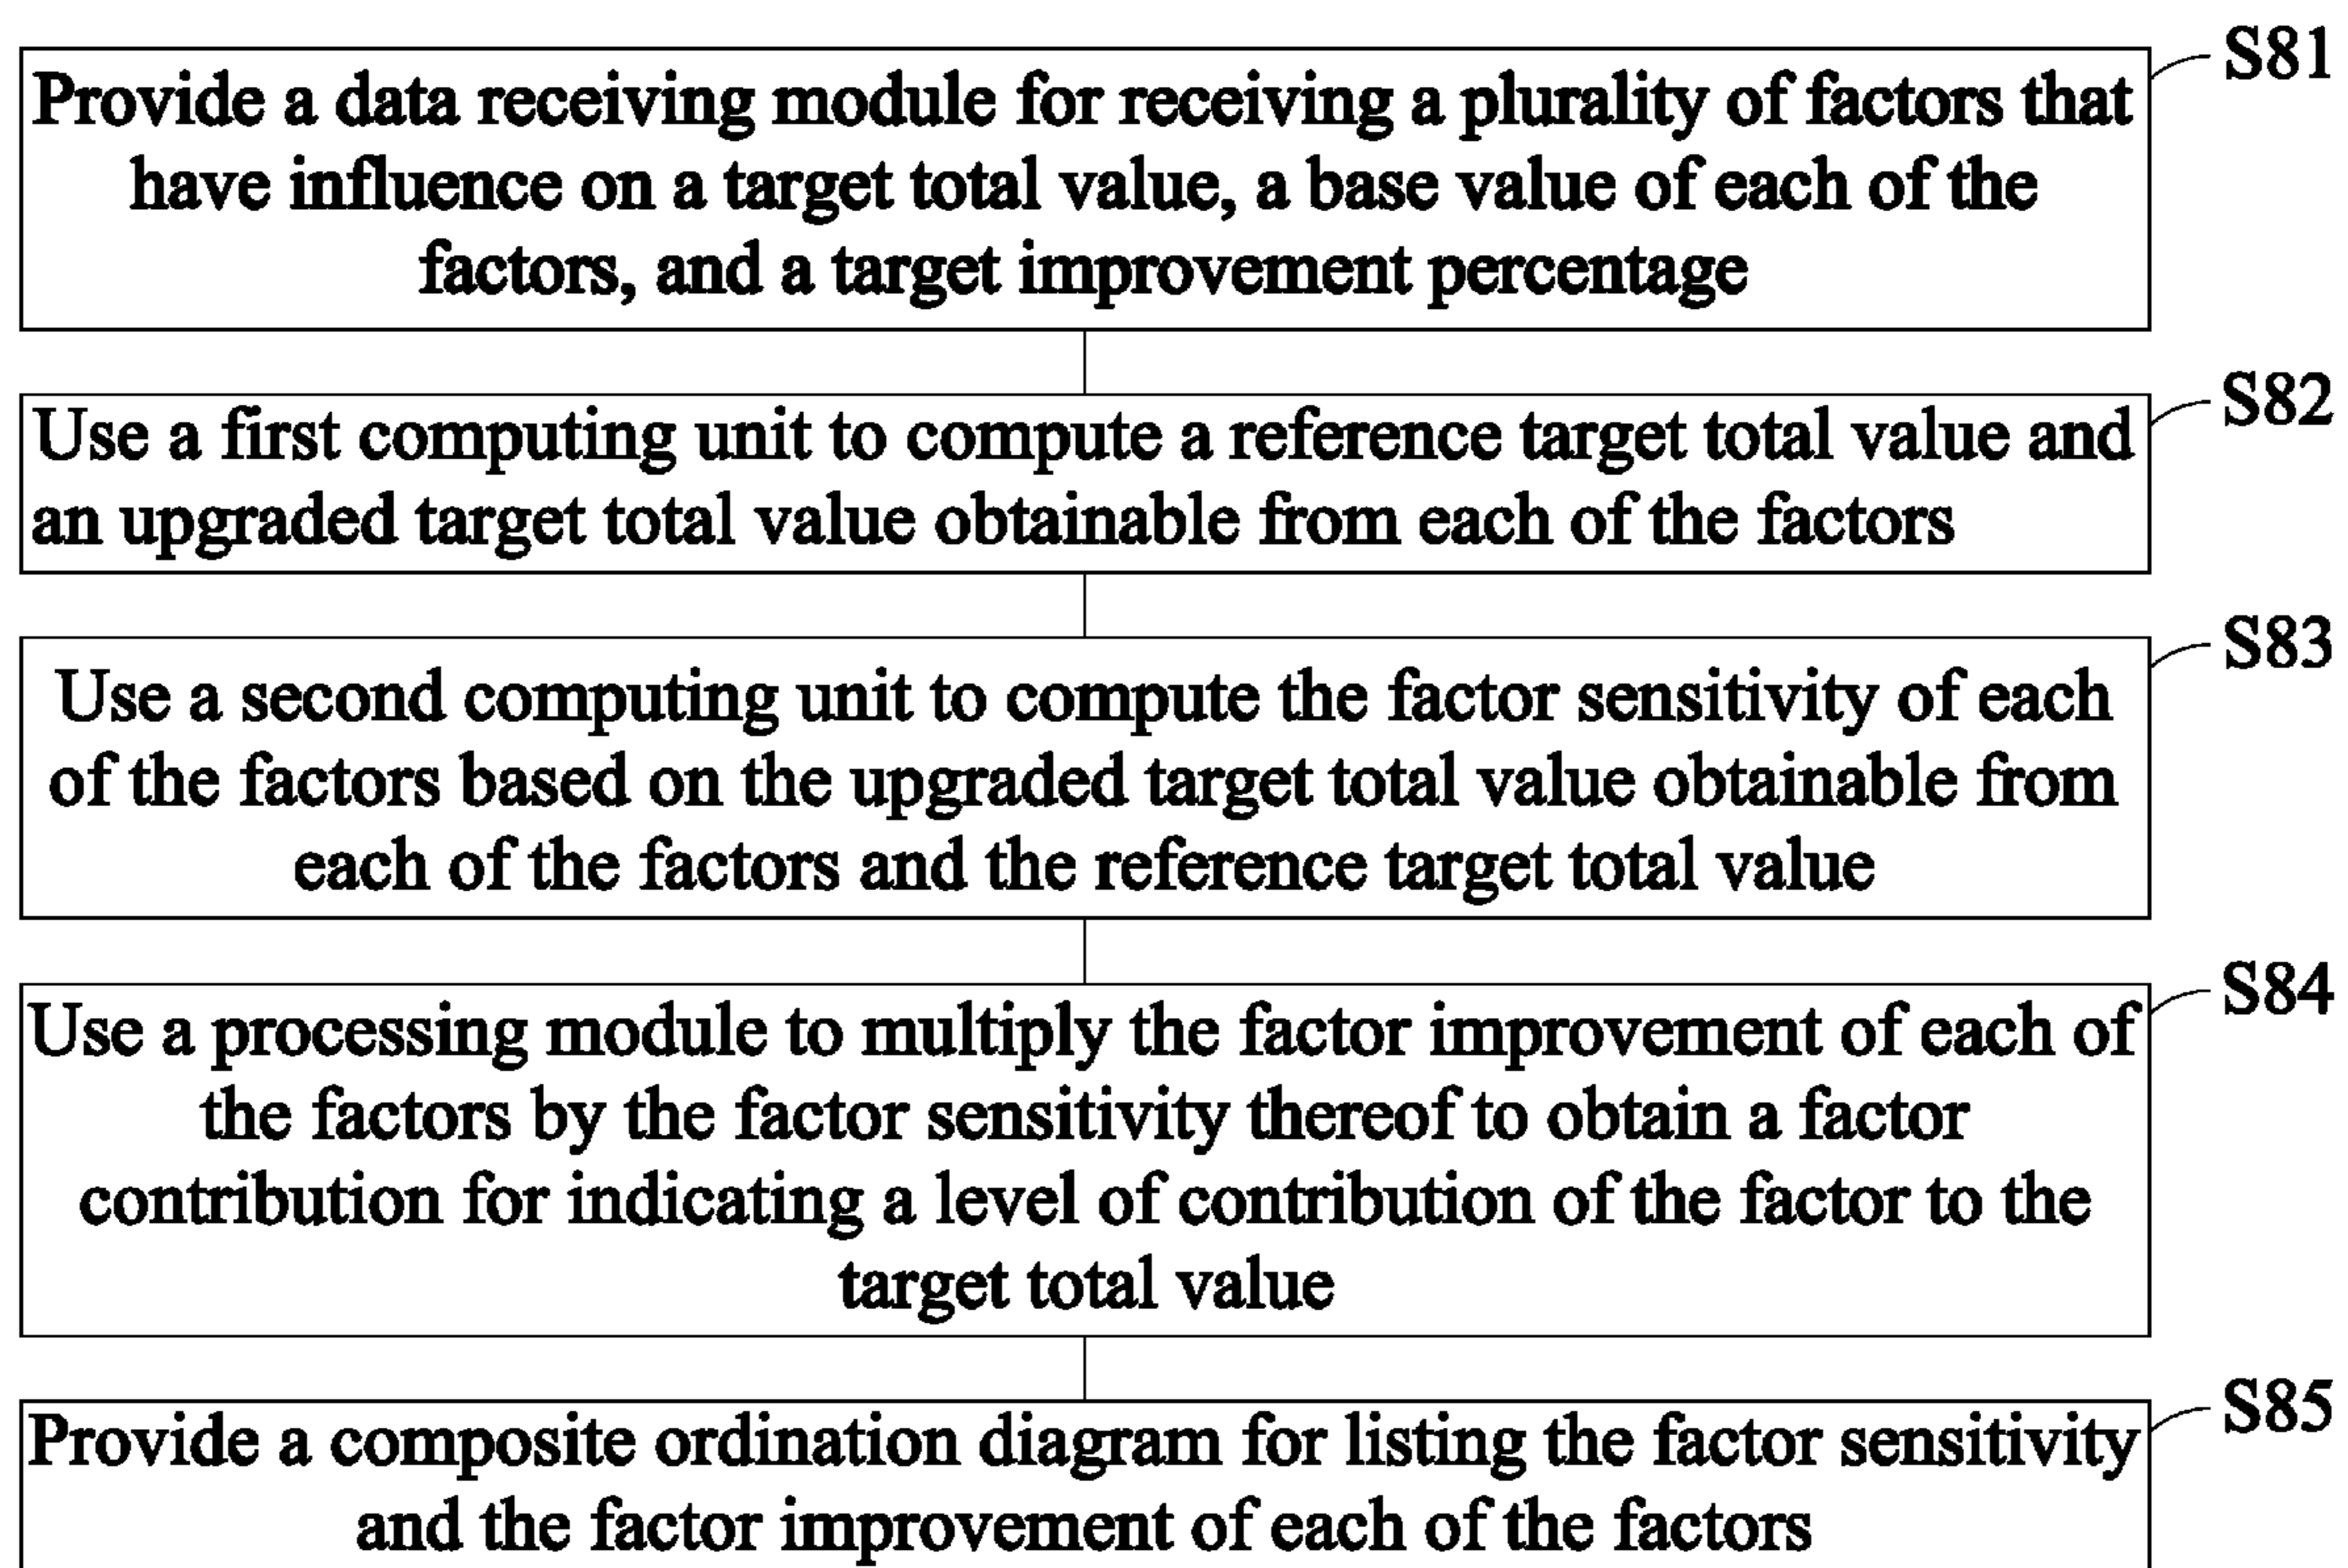 S81
Provide a data receiving module for receiving a plurality of factors that
have influence on a target total value, a base value of each of the
factors, and a target improvement percentage
S82
Use a first computing unit to compute a reference target total value and
an upgraded target total value obtainable from each of the factors
S83
Use a second computing unit to compute the factor sensitivity of each
of the factors based on the upgraded target total value obtainable from
each of the factors and the reference target total value
S84
Use a processing module to multiply the factor improvement of each of
the factors by the factor sensitivity thereof to obtain a factor
contribution for indicating a level of contribution of the factor to the
target total value
S85
Provide a composite ordination diagram for listing the factor sensitivity
and the factor improvement of each of the factors